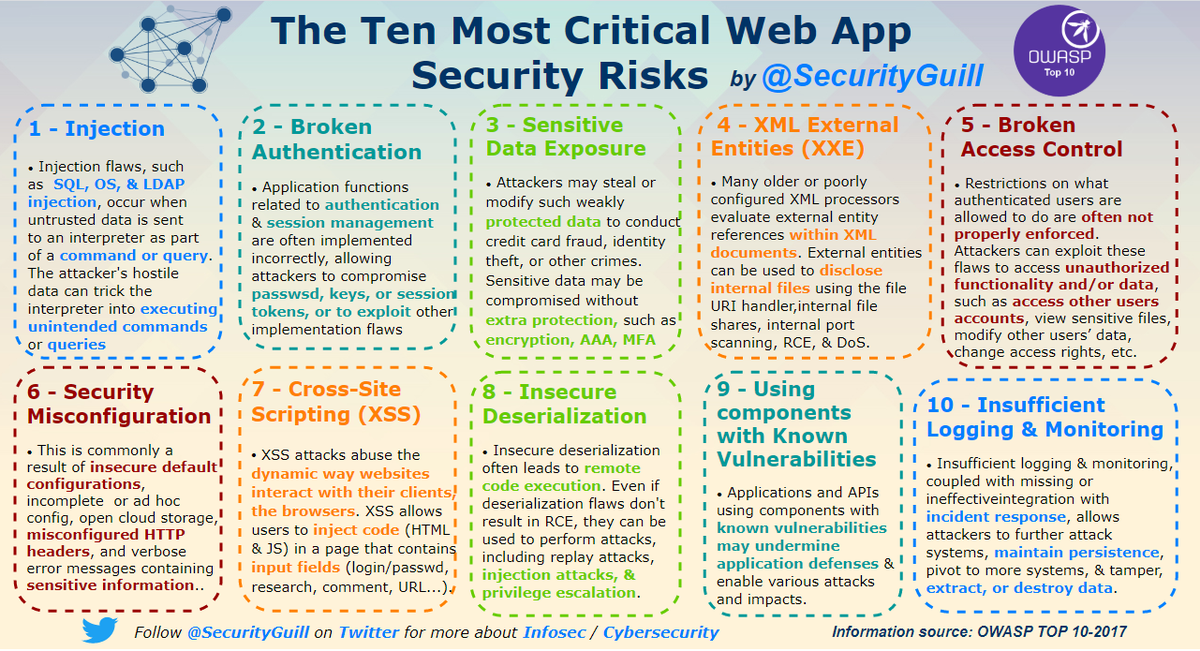 The Ten Most Critical Web App
Security Risks by @SecurityGuill
OWASP
Top 10
1 - Injection
• Injection flaws, such
as SQL, OS, & LDAP
injection, occur when
untrusted data is sent
to an interpreter as part
of a command or query.
The attacker's hostile
data can trick the
interpreter into executing
unintended commands
or queries
2 - Broken
Authentication
• Application functions
related to authentication
& session management
are often implemented
incorrectly, allowing
attackers to compromise
passwsd, keys, or session
tokens, or to exploit other
implementation flaws
3 - Sensitive
Data Exposure
• Attackers may steal or
modify such weakly
protected data to conduct
credit card fraud, identity
theft, or other crimes.
Sensitive data may be
compromised without
extra protection, such as
encryption, AAA, MFA
4 - XML External
Entities (XXE)
• Many older or poorly
configured XML processors
evaluate external entity
references within XML
documents. External entities
can be used to disclose
internal files using the file
URI handler,internal file
shares, internal port
scanning, RCE, & DoS.
5 - Broken
Access Control
• Restrictions on what
authenticated users are
allowed to do are often not
properly enforced.
Attackers can exploit these
flaws to access unauthorized
functionality and/or data,
such as access other users
accounts, view sensitive files,
modify other users’ data,
change access rights, etc.
6 - Security
Misconfiguration
• This is commonly a
result of insecure default
configurations,
incomplete or ad hoc
config, open cloud storage,
misconfigured HTTP
headers, and verbose
error messages containing
sensitive information..
7 - Cross-Site
Scripting (XSS)
• XSS attacks abuse the
dynamic way websites
interact with their clients,
the browsers. XSS allows
users to inject code (HTML
& JS) in a page that contains
input fields (login/passwd,
research, comment, URL...).
8 - Insecure
Deserialization
• Insecure deserialization
often leads to remote
code execution. Even if
deserialization flaws don't
result in RCE, they can be
used to perform attacks,
including replay attacks,
injection attacks, &
privilege escalation.
9 - Using
components
with Known
Vulnerabilities
• Applications and APIs
using components with
known vulnerabilities
may undermine
application defenses &
enable various attacks
and impacts.
10 - Insufficient
Logging & Monitoring
• Insufficient logging & monitoring,
coupled with missing or
ineffectiveintegration with
incident response, allows
attackers to further attack
systems, maintain persistence,
pivot to more systems, & tamper,
extract, or destroy data.
Follow @SecurityGuill on Twitter for more about Infosec / Cybersecurity
Information source: OWASP TOP 10-2017